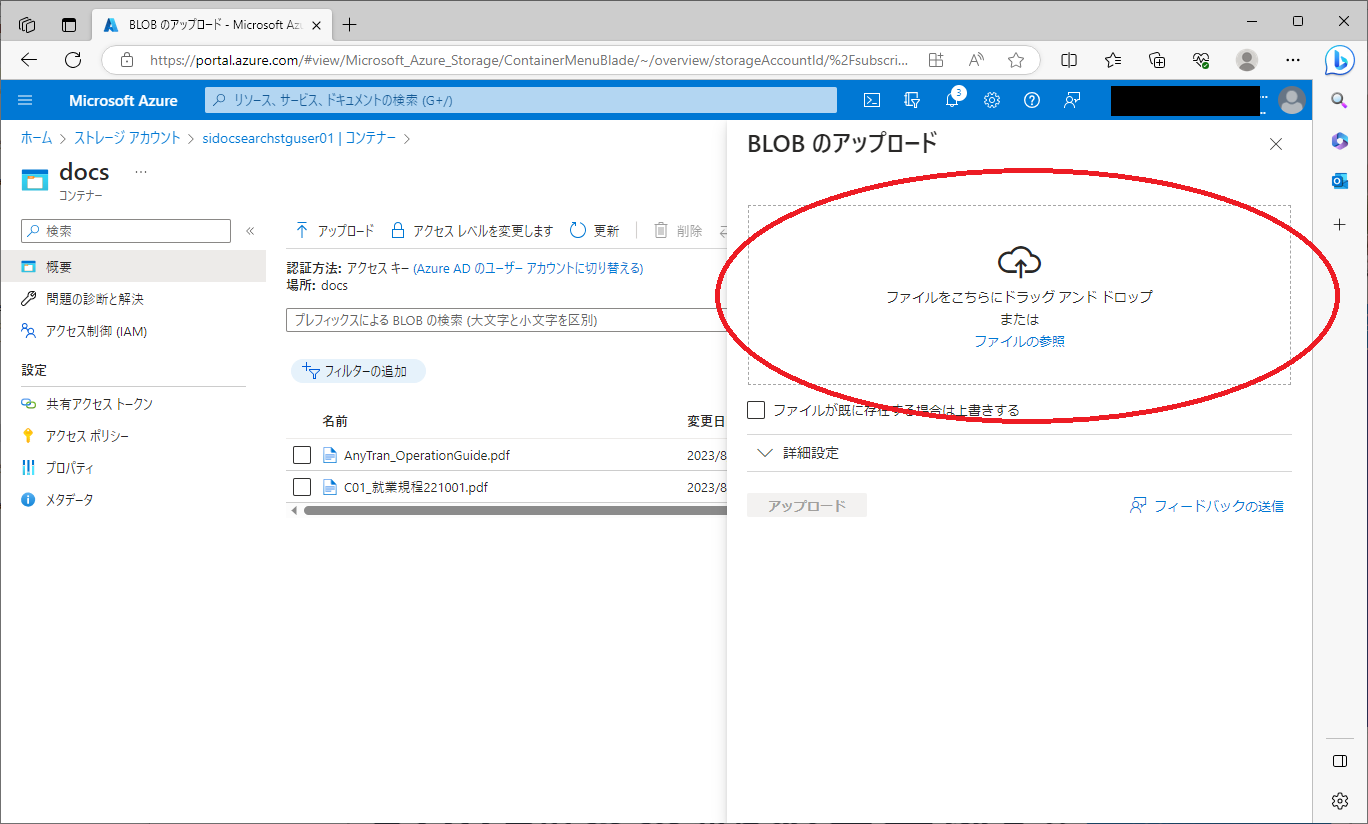 BLOB のアップロード - Microsoft Az
https://portal.azure.com/#view/Microsoft_Azure_Storage/ContainerMenuBlade/~/overview/storageAccountId/%2Fsubscri...
Microsoft Azure
リソース、サービス、ドキュメントの検索 (G+/)
3
ホーム > ストレージ アカウント > sidocsearchstguser01 | コンテナー >
docs ...
コンテナー
検索 «
概要
問題の診断と解決
アクセス制御 (IAM)
設定
共有アクセス トークン
アクセス ポリシー
プロパティ
メタデータ
アップロード アクセス レベルを変更します 更新 削除
認証方法: アクセス キー (Azure AD のユーザー アカウントに切り替える)
場所: docs
プレフィックスによる BLOB の検索 (大文字と小文字を区別)
フィルターの追加
名前 変更日
AnyTran_OperationGuide.pdf 2023/8
C01_就業規程221001.pdf 2023/8
BLOB のアップロード
ファイルをこちらにドラッグ アンド ドロップ
または
ファイルの参照
ファイルが既に存在する場合は上書きする
詳細設定
アップロード フィードバックの送信